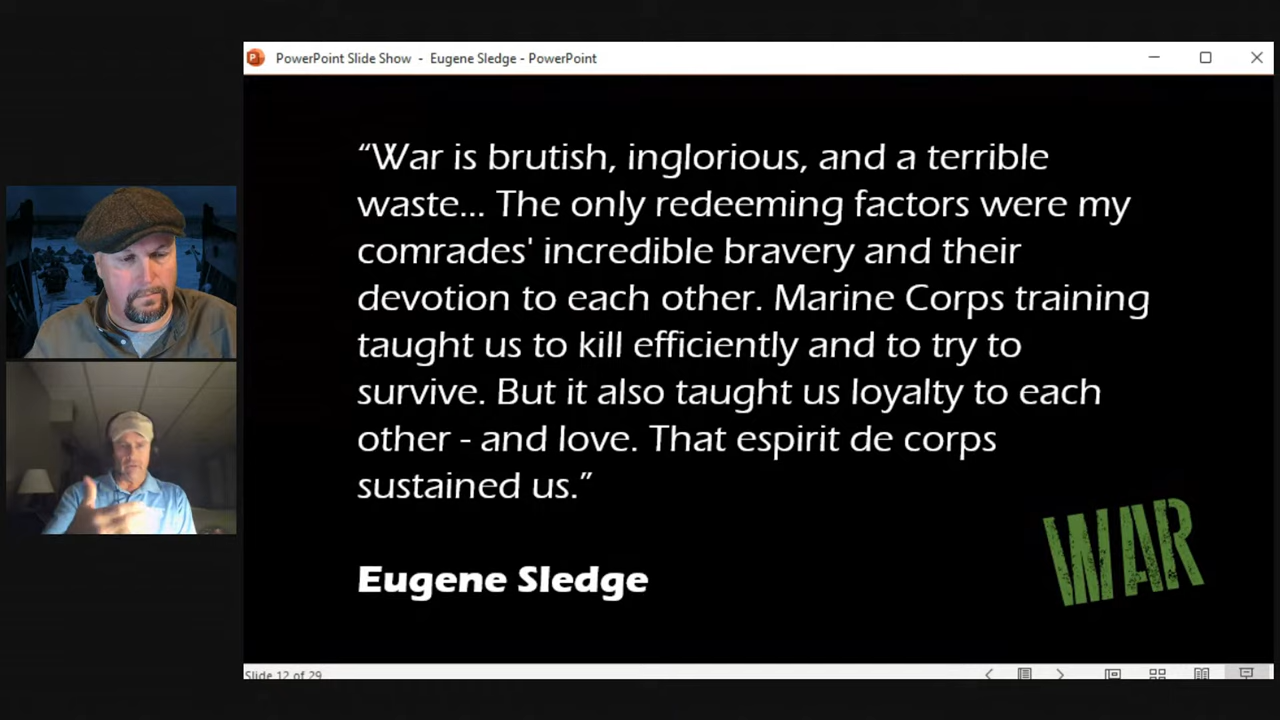 PowerPoint Slide Show - Eugene Sledge - PowerPoint
“War is brutish, inglorious, and a terrible
waste... The only redeeming factors were my
comrades' incredible bravery and their
devotion to each other. Marine Corps training
taught us to kill efficiently and to try to
survive. But it also taught us loyalty to each
other - and love. That espirit de corps
sustained us.”
Eugene Sledge
WAR
Slide 12 of 29